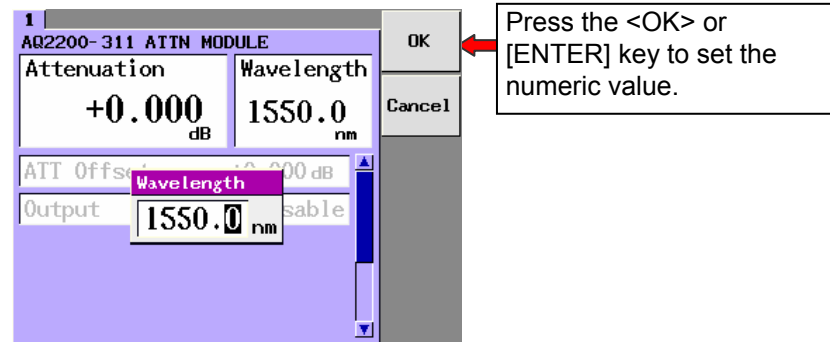 1
AQ2200-311 ATTN MODULE
Attenuation
+0.000
dB
Wavelength
1550.0
nm
ATT Offs
00 dB
Output
sable
Wavelength
1550.0 nm
OK
Cancel
Press the <OK> or
[ENTER] key to set the
numeric value.